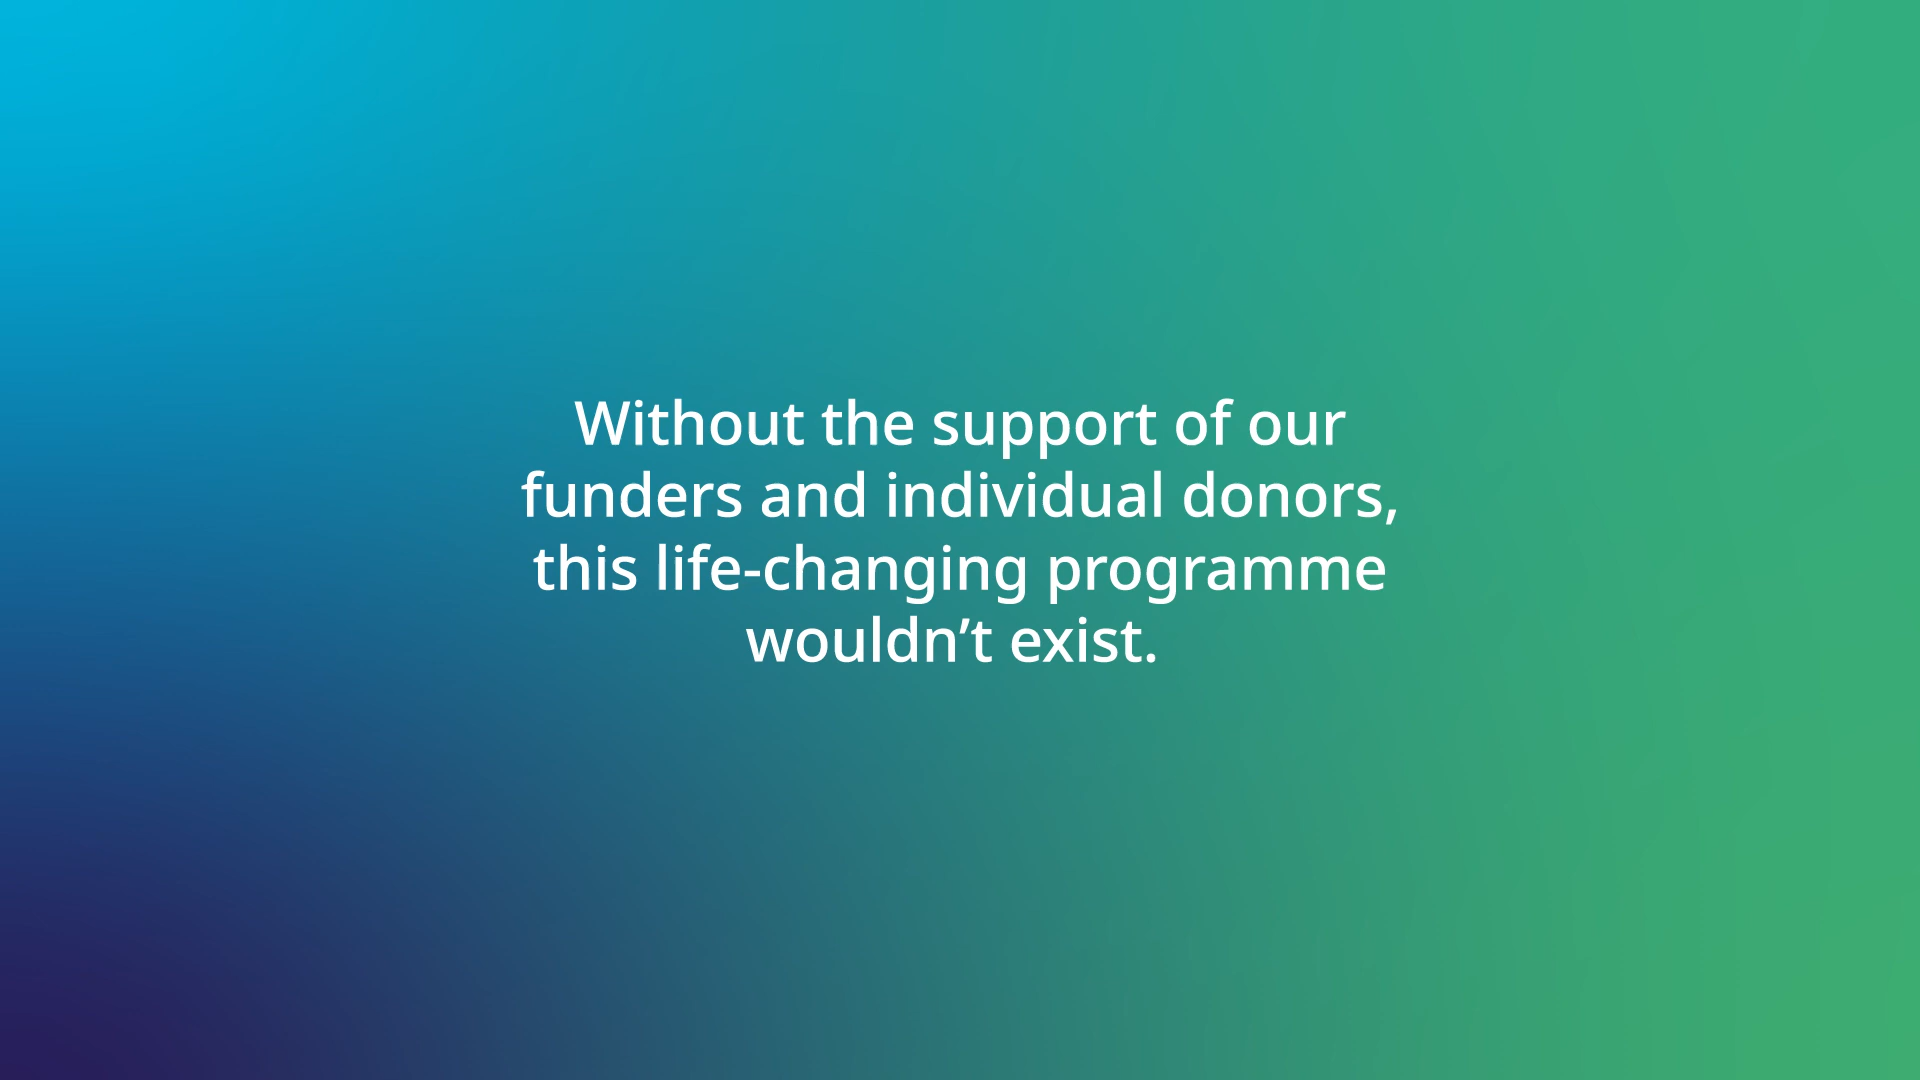 Without the support of our
funders and individual donors,
this life-changing programme
wouldn’t exist.